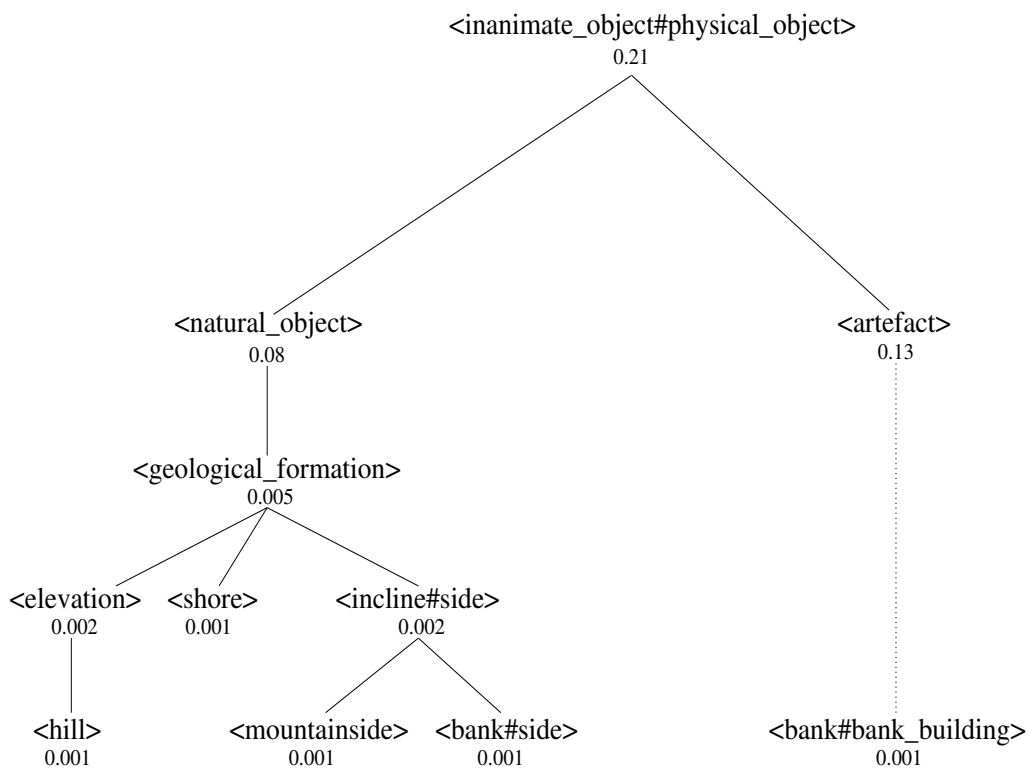 <inanimate_object#physical_object>
0.21
<natural_object> <artefact>
0.08 0.13
<geological_formation>
0.005
<elevation> <shore> <incline#side>
0.002 0.001 0.002
<hill> <mountainside> <bank#side> <bank#bank_building>
0.001 0.001 0.001 0.001